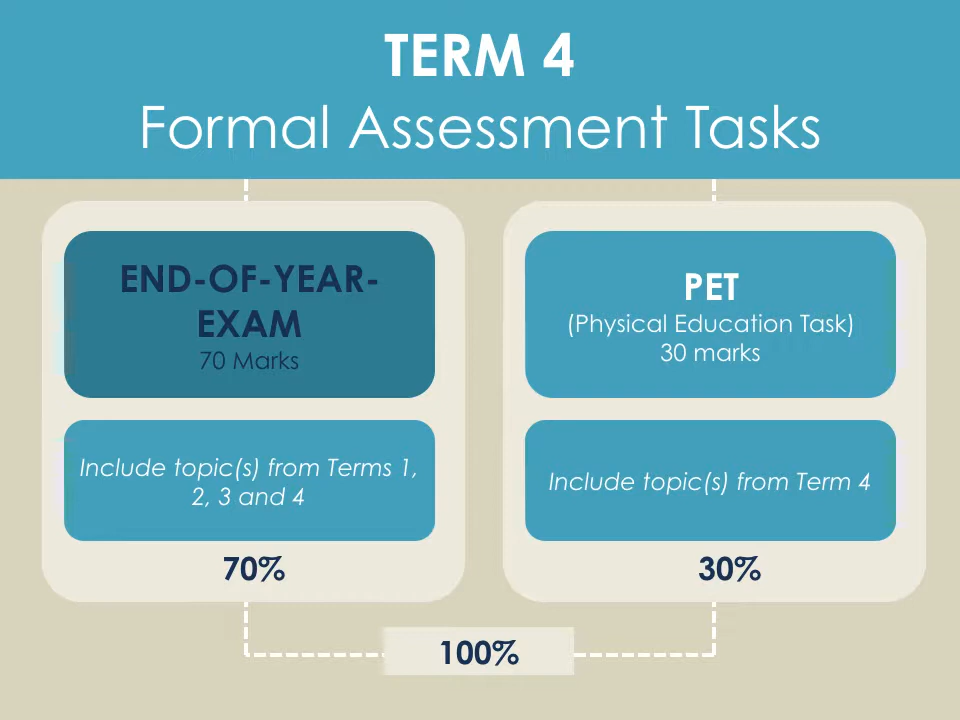 TERM 4
Formal Assessment Tasks
END-OF-YEAR-
EXAM
70 Marks
Include topic(s) from Terms 1,
2, 3 and 4
70%
PET
(Physical Education Task)
30 marks
Include topic(s) from Term 4
30%
100%